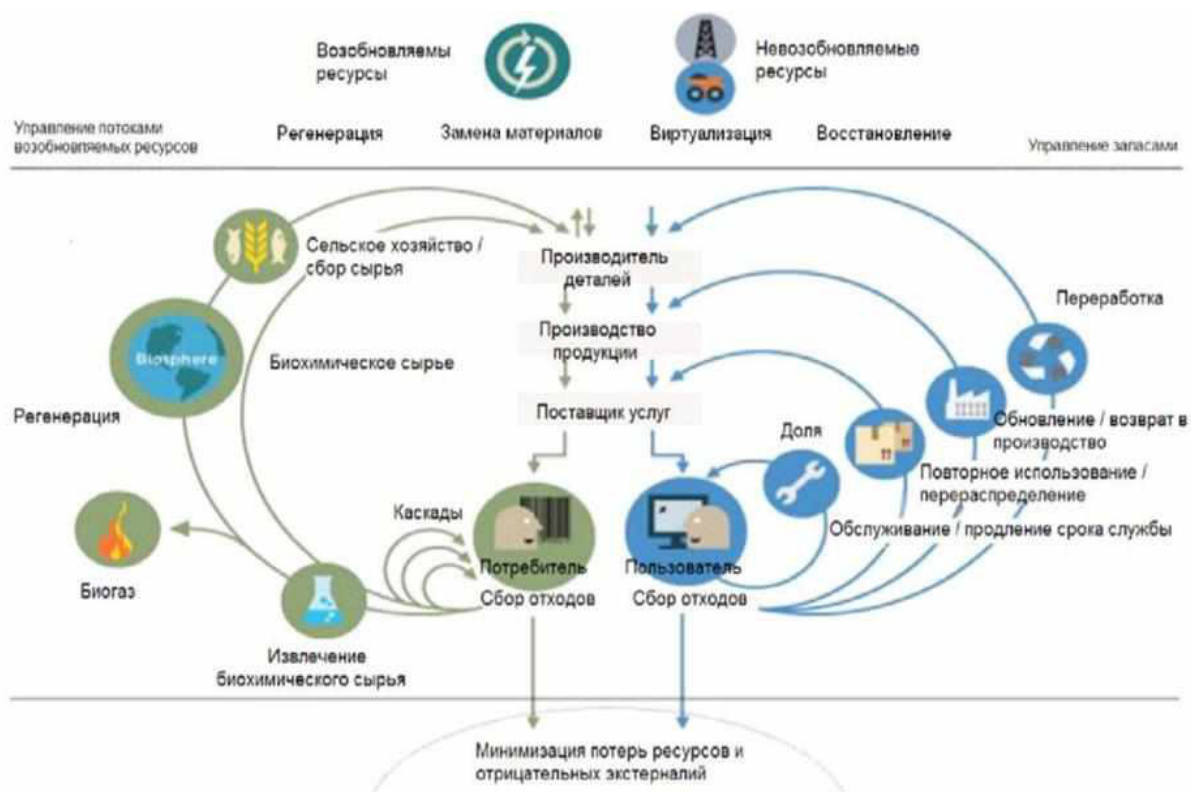 Возобновляемы
ресурсы
Невозобновляемые
ресурсы
Управление потоками
возобновляемых ресурсов
Регенерация
Замена материалов
Виртуализация
Восстановление
Управление запасами
Сельское хозяйство /
сбор сырья
Производитель
деталей
Переработка
Biosphere
Производство
продукции
Биохимическое сырье
Регенерация
Поставщик услуг
Доля
Обновление / возврат в
производство
Повторное использование /
перераспределение
Каскады
Обслуживание / продление срока службы
Потребитель
Пользователь
Биогаз
Сбор отходов
Сбор отходов
Извлечение
биохимического сырья
Минимизация потерь ресурсов и
отрицательных экстерналий